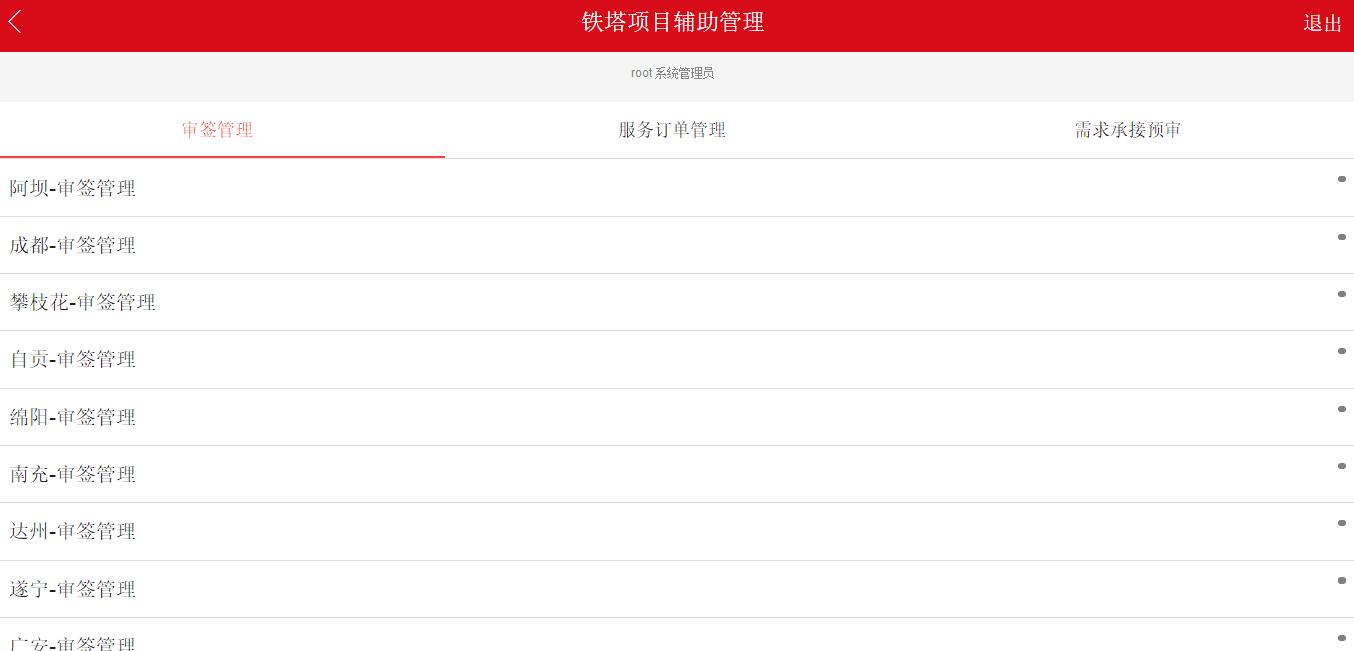 铁塔项目辅助管理
退出
root 系统管理员
审签管理
服务订单管理
需求承接预审
阿坝-审签管理
成都-审签管理
攀枝花-审签管理
自贡-审签管理
绵阳-审签管理
南充-审签管理
达州-审签管理
遂宁-审签管理
广安-审签管理